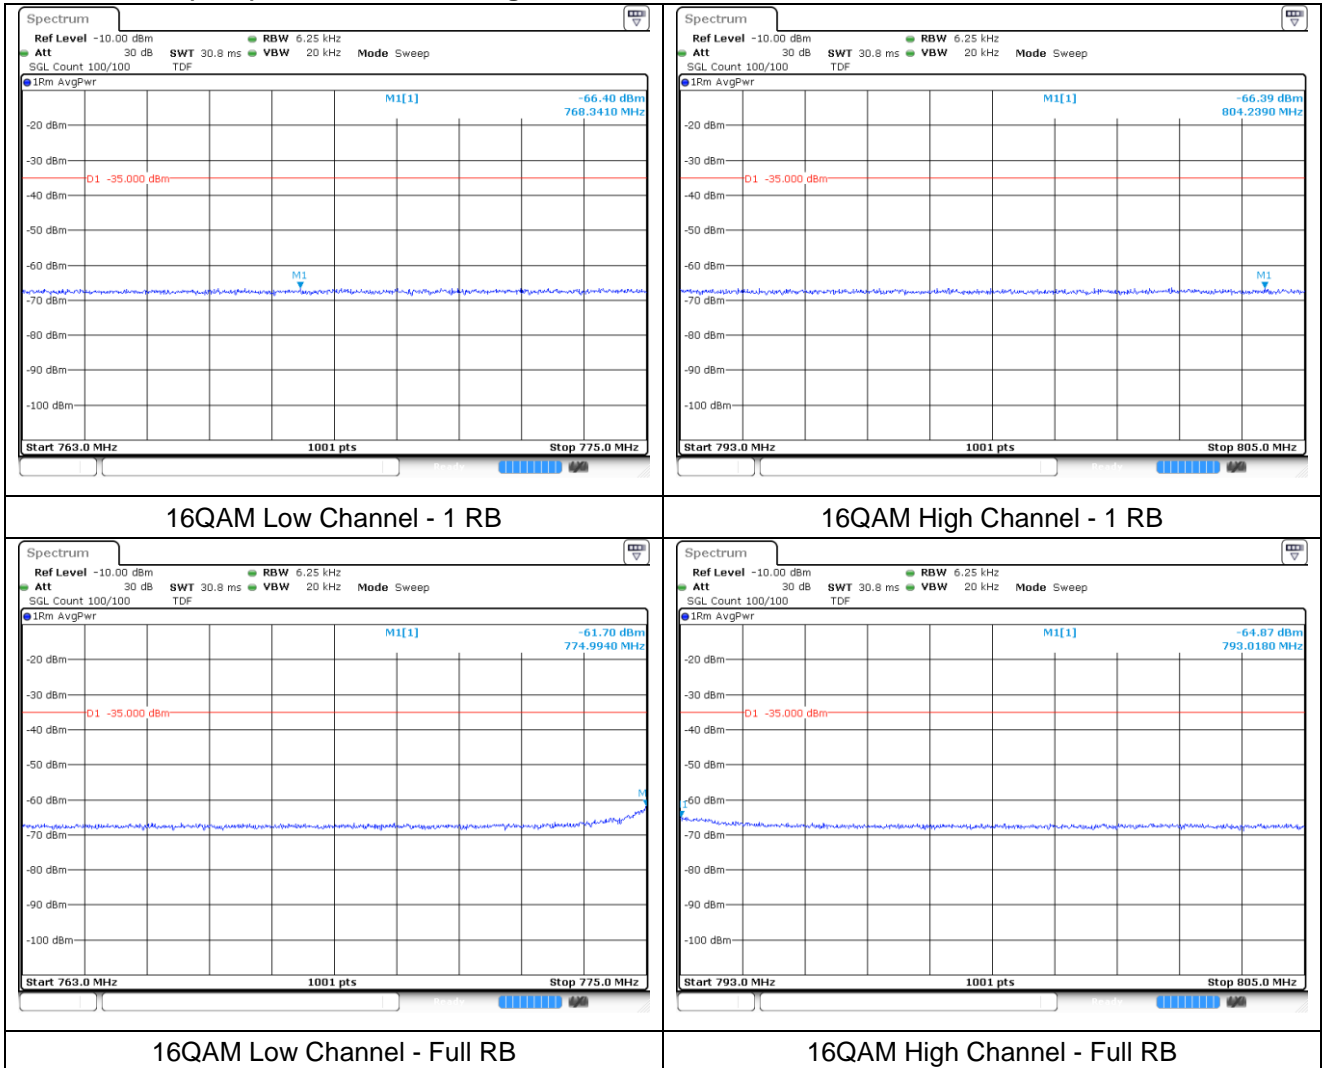 Spectrum
Ref Level -10.00 dBm RBW 6.25 kHz
Att 30 dB SWT 30.8 ms VBW 20 kHz Mode Sweep
SGL Count 100/100 TDF
1Rm AvgPwr
M1[1] -66.40 dBm
768.3410 MHz
-20 dBm
-30 dBm
D1 -35.000 dBm
-40 dBm
-50 dBm
-60 dBm
M1
-70 dBm
-80 dBm
-90 dBm
-100 dBm
Start 763.0 MHz 1001 pts Stop 775.0 MHz
Spectrum
Ref Level -10.00 dBm RBW 6.25 kHz
Att 30 dB SWT 30.8 ms VBW 20 kHz Mode Sweep
SGL Count 100/100 TDF
1Rm AvgPwr
M1[1] -66.39 dBm
804.2390 MHz
-20 dBm
-30 dBm
D1 -35.000 dBm
-40 dBm
-50 dBm
-60 dBm
M1
-70 dBm
-80 dBm
-90 dBm
-100 dBm
Start 793.0 MHz 1001 pts Stop 805.0 MHz
16QAM Low Channel - 1 RB
16QAM High Channel - 1 RB
Spectrum
Ref Level -10.00 dBm RBW 6.25 kHz
Att 30 dB SWT 30.8 ms VBW 20 kHz Mode Sweep
SGL Count 100/100 TDF
1Rm AvgPwr
M1[1] -61.70 dBm
774.9940 MHz
-20 dBm
-30 dBm
D1 -35.000 dBm
-40 dBm
-50 dBm
-60 dBm
-70 dBm
-80 dBm
-90 dBm
-100 dBm
Start 763.0 MHz 1001 pts Stop 775.0 MHz
Spectrum
Ref Level -10.00 dBm RBW 6.25 kHz
Att 30 dB SWT 30.8 ms VBW 20 kHz Mode Sweep
SGL Count 100/100 TDF
1Rm AvgPwr
M1[1] -64.87 dBm
793.0180 MHz
-20 dBm
-30 dBm
D1 -35.000 dBm
-40 dBm
-50 dBm
-60 dBm
-70 dBm
-80 dBm
-90 dBm
-100 dBm
Start 793.0 MHz 1001 pts Stop 805.0 MHz
16QAM Low Channel - Full RB
16QAM High Channel - Full RB